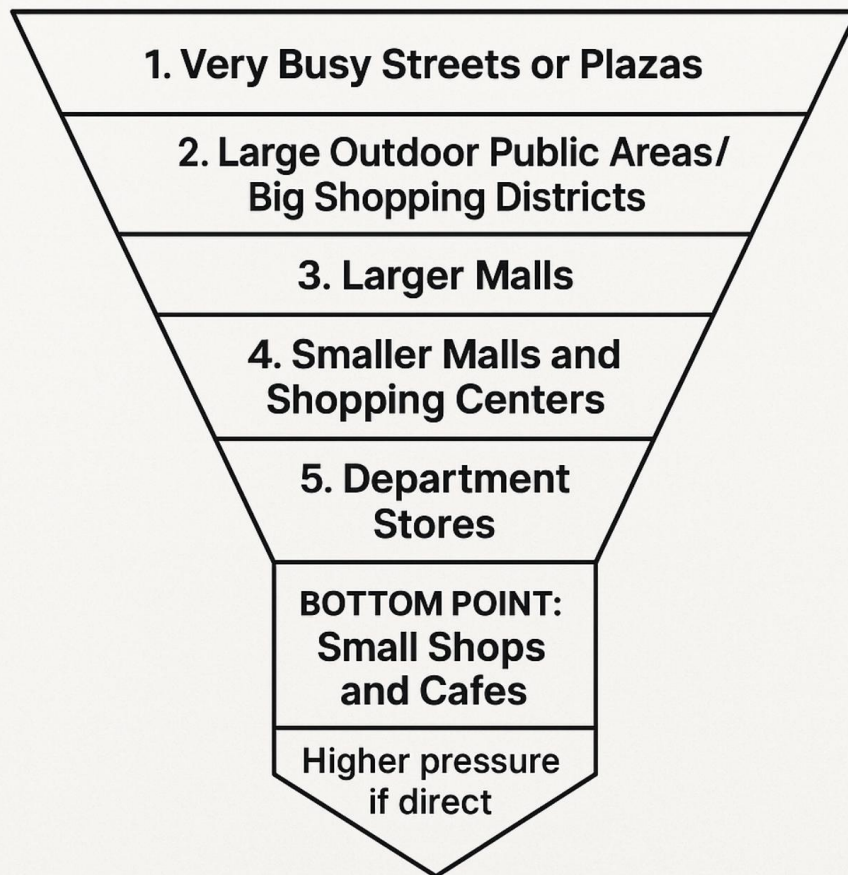 1. Very Busy Streets or Plazas
2. Large Outdoor Public Areas/
Big Shopping Districts
3. Larger Malls
4. Smaller Malls and
Shopping Centers
5. Department
Stores
BOTTOM POINT:
Small Shops
and Cafes
Higher pressure
if direct